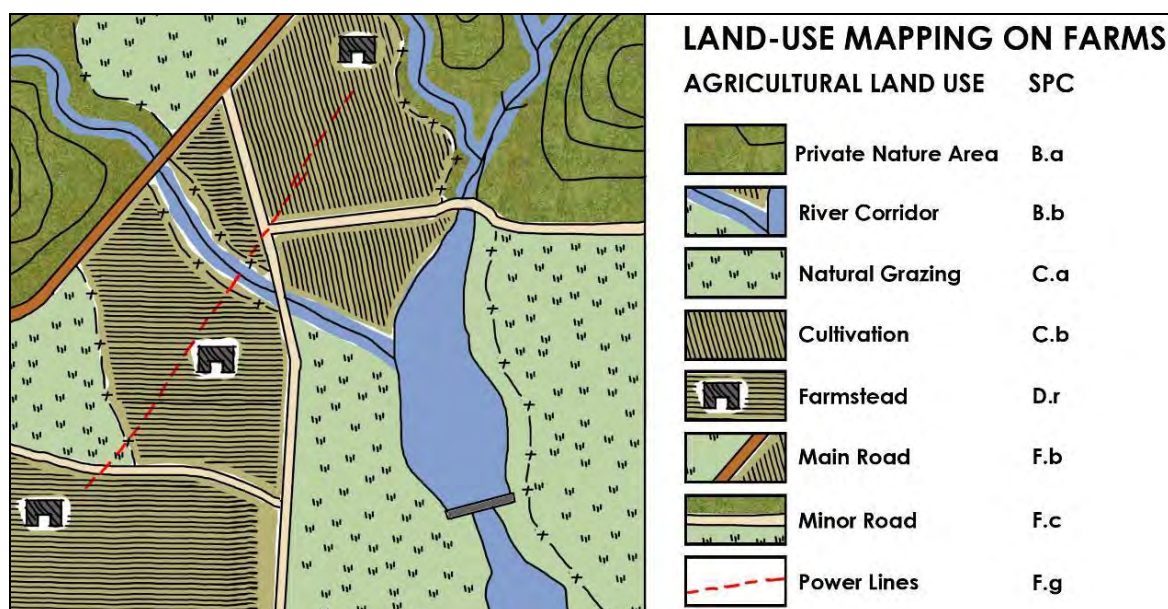 LAND-USE MAPPING ON FARMS
AGRICULTURAL LAND USE SPC
Private Nature Area B.a
River Corridor B.b
Natural Grazing C.a
Cultivation C.b
Farmstead D.r
Main Road F.b
Minor Road F.c
Power Lines F.g